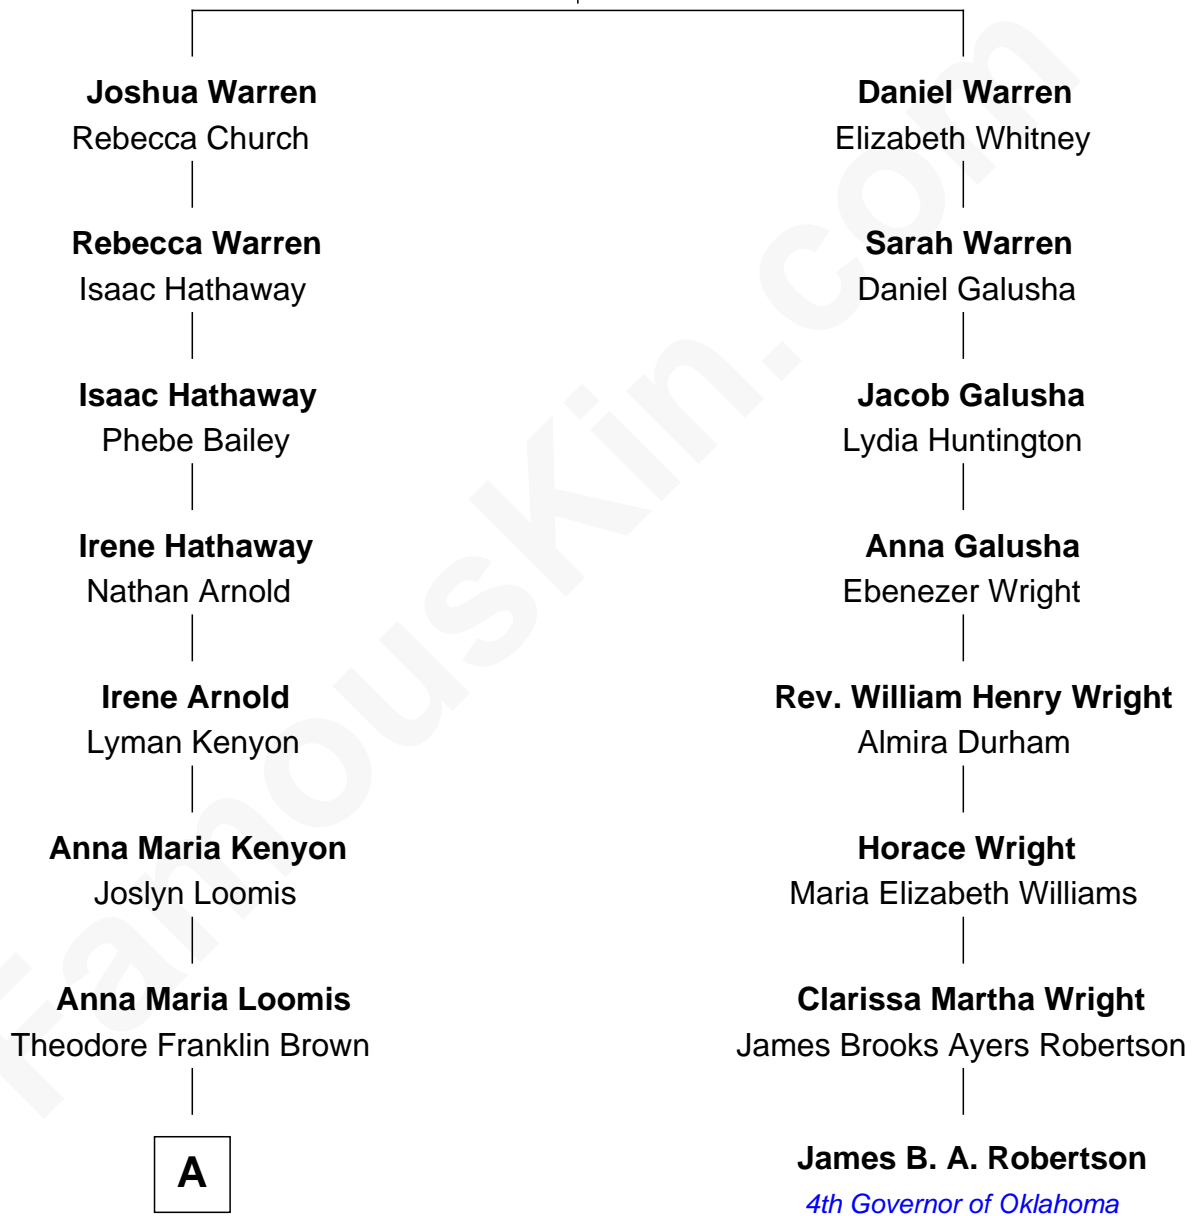 Joshua Warren
Rebecca Church
Rebecca Warren
Isaac Hathaway
Isaac Hathaway
Phebe Bailey
Irene Hathaway
Nathan Arnold
Irene Arnold
Lyman Kenyon
Anna Maria Kenyon
Joslyn Loomis
Anna Maria Loomis
Theodore Franklin Brown
A
Daniel Warren
Elizabeth Whitney
Sarah Warren
Daniel Galusha
Jacob Galusha
Lydia Huntington
Anna Galusha
Ebenezer Wright
Rev. William Henry Wright
Almira Durham
Horace Wright
Maria Elizabeth Williams
Clarissa Martha Wright
James Brooks Ayers Robertson
James B. A. Robertson
4th Governor of Oklahoma
FamousKin.com